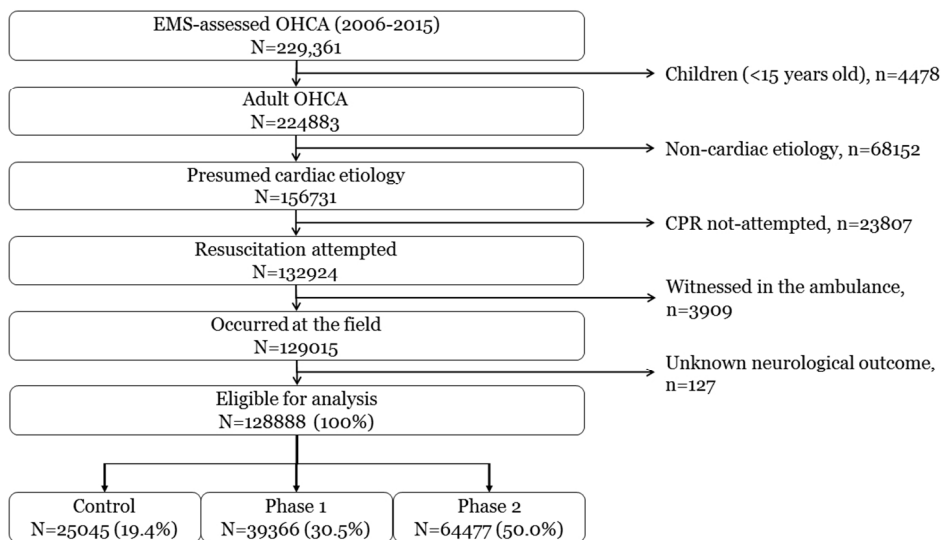 EMS-assessed OHCA (2006-2015)
N=229,361
Children (<15 years old), n=4478
Adult OHCA
N=224883
Non-cardiac etiology, n=68152
Presumed cardiac etiology
N=156731
CPR not-attempted, n=23807
Resuscitation attempted
N=132924
Witnessed in the ambulance,
n=3909
Occurred at the field
N=129015
Unknown neurological outcome,
n=127
Eligible for analysis
N=128888 (100%)
Control
N=25045 (19.4%)
Phase 1
N=39366 (30.5%)
Phase 2
N=64477 (50.0%)